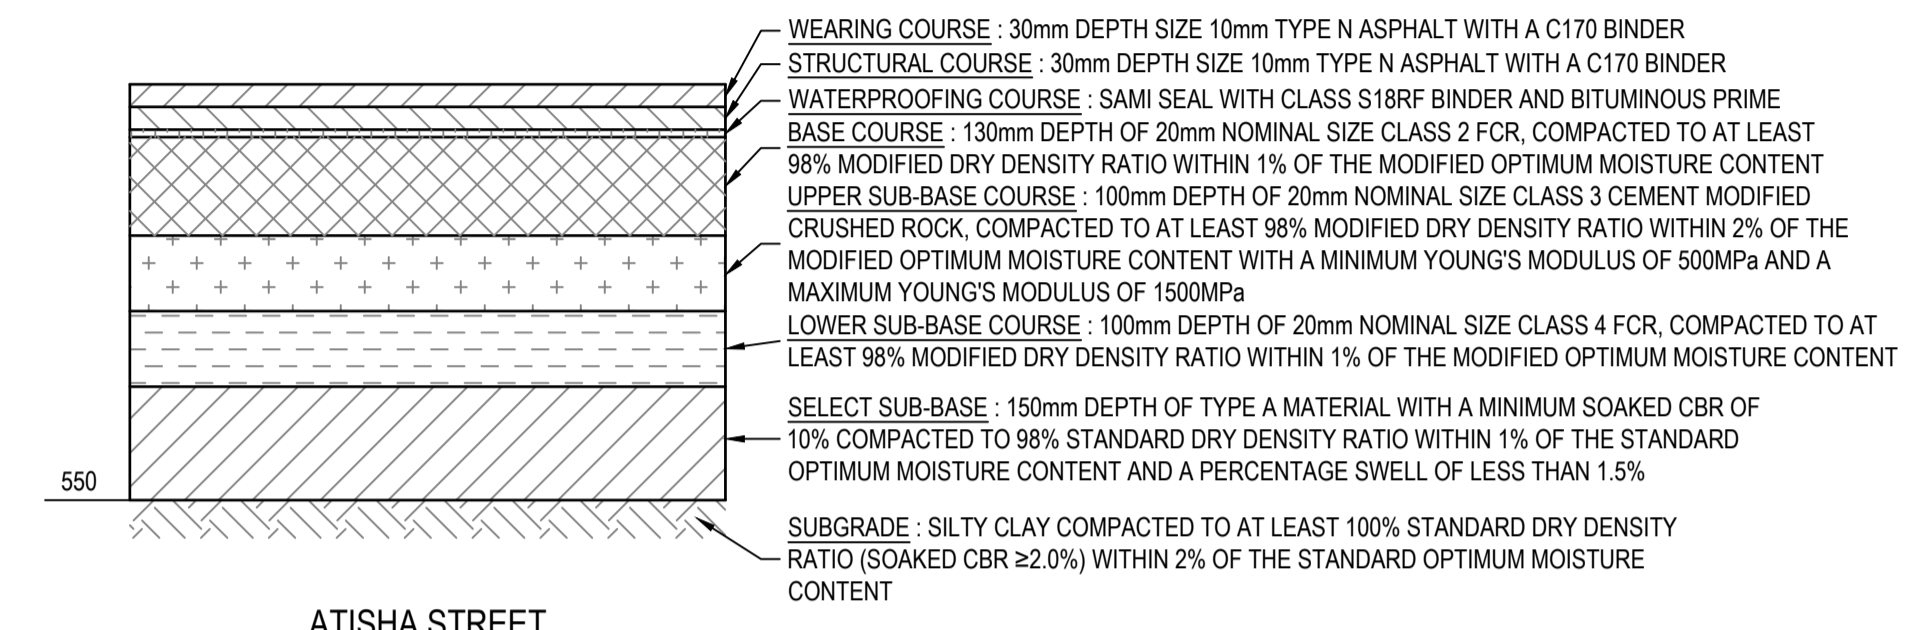 WEARING COURSE : 30mm DEPTH SIZE 10mm TYPE N ASPHALT WITH A C170 BINDER
STRUCTURAL COURSE : 30mm DEPTH SIZE 10mm TYPE N ASPHALT WITH A C170 BINDER
WATERPROOFING COURSE : SAMI SEAL WITH CLASS S18RF BINDER AND BITUMINOUS PRIME
BASE COURSE : 130mm DEPTH OF 20mm NOMINAL SIZE CLASS 2 FCR, COMPACTED TO AT LEAST
98% MODIFIED DRY DENSITY RATIO WITHIN 1% OF THE MODIFIED OPTIMUM MOISTURE CONTENT
UPPER SUB-BASE COURSE : 100mm DEPTH OF 20mm NOMINAL SIZE CLASS 3 CEMENT MODIFIED
CRUSHED ROCK, COMPACTED TO AT LEAST 98% MODIFIED DRY DENSITY RATIO WITHIN 2% OF THE
MODIFIED OPTIMUM MOISTURE CONTENT WITH A MINIMUM YOUNG'S MODULUS OF 500MPa AND A
MAXIMUM YOUNG'S MODULUS OF 1500MPa
LOWER SUB-BASE COURSE : 100mm DEPTH OF 20mm NOMINAL SIZE CLASS 4 FCR, COMPACTED TO AT
LEAST 98% MODIFIED DRY DENSITY RATIO WITHIN 1% OF THE MODIFIED OPTIMUM MOISTURE CONTENT
SELECT SUB-BASE : 150mm DEPTH OF TYPE A MATERIAL WITH A MINIMUM SOAKED CBR OF
10% COMPACTED TO 98% STANDARD DRY DENSITY RATIO WITHIN 1% OF THE STANDARD
OPTIMUM MOISTURE CONTENT AND A PERCENTAGE SWELL OF LESS THAN 1.5%
550
SUBGRADE : SILTY CLAY COMPACTED TO AT LEAST 100% STANDARD DRY DENSITY
RATIO (SOAKED CBR ≥2.0%) WITHIN 2% OF THE STANDARD OPTIMUM MOISTURE
CONTENT
ATISHA STREET